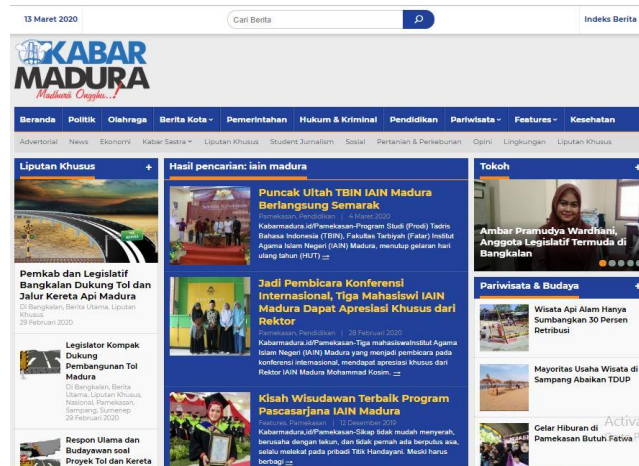 13 Maret 2020
Cari Berita
Indeks Berita
KABAR
MADURA
Madhurâ Ongghu..!
Beranda Politik Olahraga Berita Kota Pemerintahan Hukum & Kriminal Pendidikan Pariwisata Features Kesehatan
Advertorial News Ekonomi Kabar Sastra Liputan Khusus Student Jurnalism Sosial Pertanian & Perkebunan Opini Lingkungan Liputan Khusus
Liputan Khusus +
Pemkab dan Legislatif
Bangkalan Dukung Tol dan
Jalur Kereta Api Madura
Di Bangkalan, Berita Utama, Liputan
Khusus
29 Februari 2020
Legislator Kompak
Dukung
Pembangunan Tol
Madura
Di Bangkalan, Berita
Utama, Liputan Khusus,
Nasional, Pamekasan,
Sampang, Sumenep
29 Februari 2020
Respon Ulama dan
Budayawan soal
Proyek Tol dan Kereta
Hasil pencarian: iain madura
Puncak Ultah TBIN IAIN Madura
Berlangsung Semarak
Pamekasan, Pendidikan | 4 Maret 2020
Kabarmadura.id/Pamekasan-Program Studi (Prodi) Tadris
Bahasa Indonesia (TBIN), Fakultas Tarbiyah (Fatar) Institut
Agama Islam Negeri (IAIN) Madura, menutup gelaran hari
ulang tahun (HUT) →
Jadi Pembicara Konferensi
Internasional, Tiga Mahasiswi IAIN
Madura Dapat Apresiasi Khusus dari
Rektor
Pamekasan, Pendidikan | 28 Februari 2020
Kabarmadura.id/Pamekasan-Tiga mahasiswaInstitut Agama
Islam Negeri (IAIN) Madura yang menjadi pembicara pada
konferensi internasional, mendapat apresiasi khusus dari
Rektor IAIN Madura Mohammad Kosim. →
Kisah Wisudawan Terbaik Program
Pascasarjana IAIN Madura
Features, Pamekasan | 12 Desember 2019
Kabarmadura.id/Pamekasan-Sikap tidak mudah menyerah,
berusaha dengan tekun, dan tidak pernah ada berputus asa,
selalu melekat pada pribadi Titik Handayani. Meski harus
berbagi →
Tokoh
Ambar Pramudya Wardhani,
Anggota Legislatif Termuda di
Bangkalan
Pariwisata & Budaya
Wisata Api Alam Hanya
Sumbangkan 30 Persen
Retribusi
Mayoritas Usaha Wisata di
Sampang Abaikan TDUP
Gelar Hiburan di
Pamekasan Butuh Fatwa
Activa